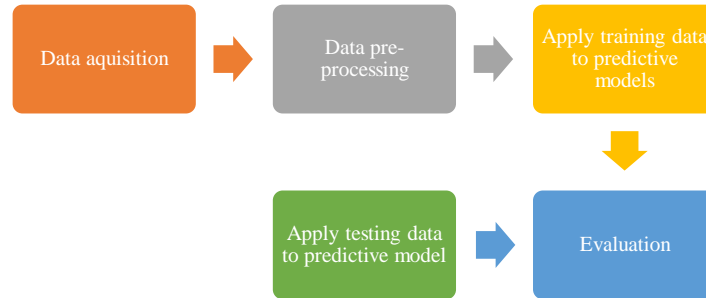 Data aquisition
Data pre-
processing
Apply training data
to predictive
models
Apply testing data
to predictive model
Evaluation